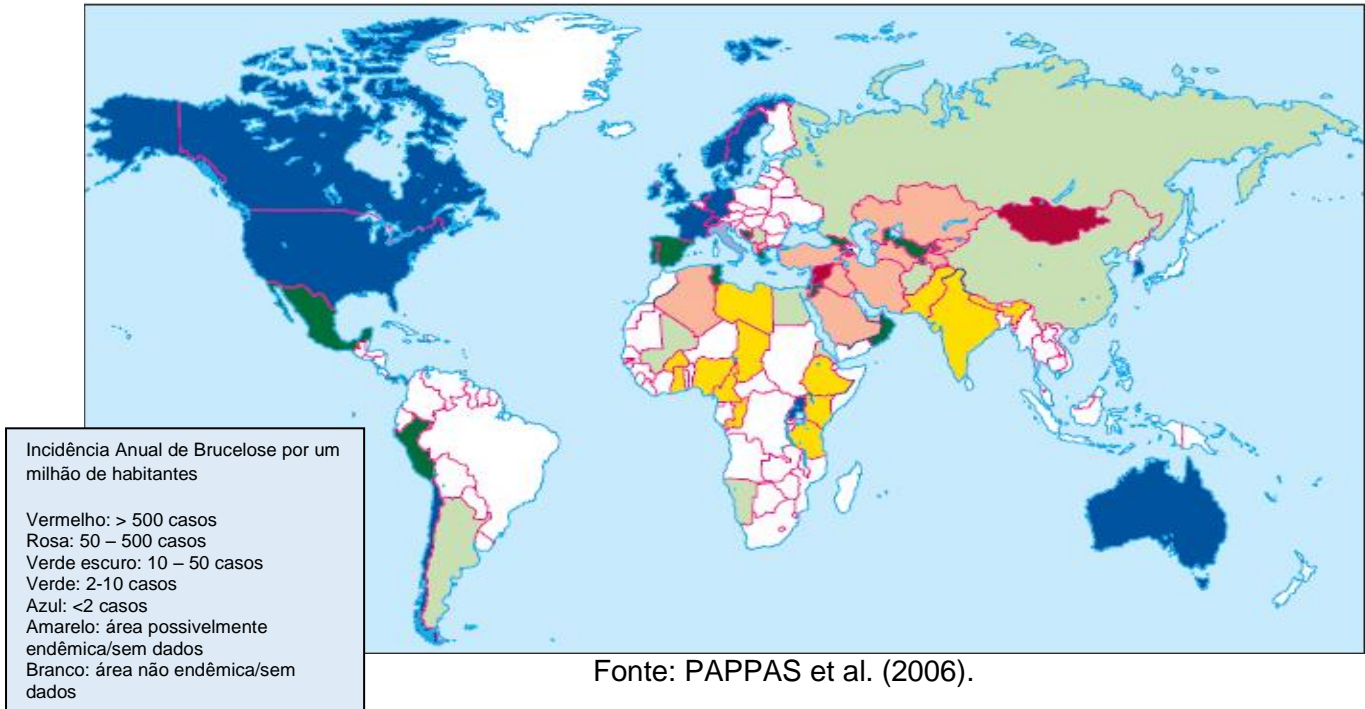 Incidência Anual de Brucelose por um
milhão de habitantes
Vermelho: > 500 casos
Rosa: 50 – 500 casos
Verde escuro: 10 – 50 casos
Verde: 2-10 casos
Azul: <2 casos
Amarelo: área possivelmente
endêmica/sem dados
Branco: área não endêmica/sem
dados
Fonte: PAPPAS et al. (2006).